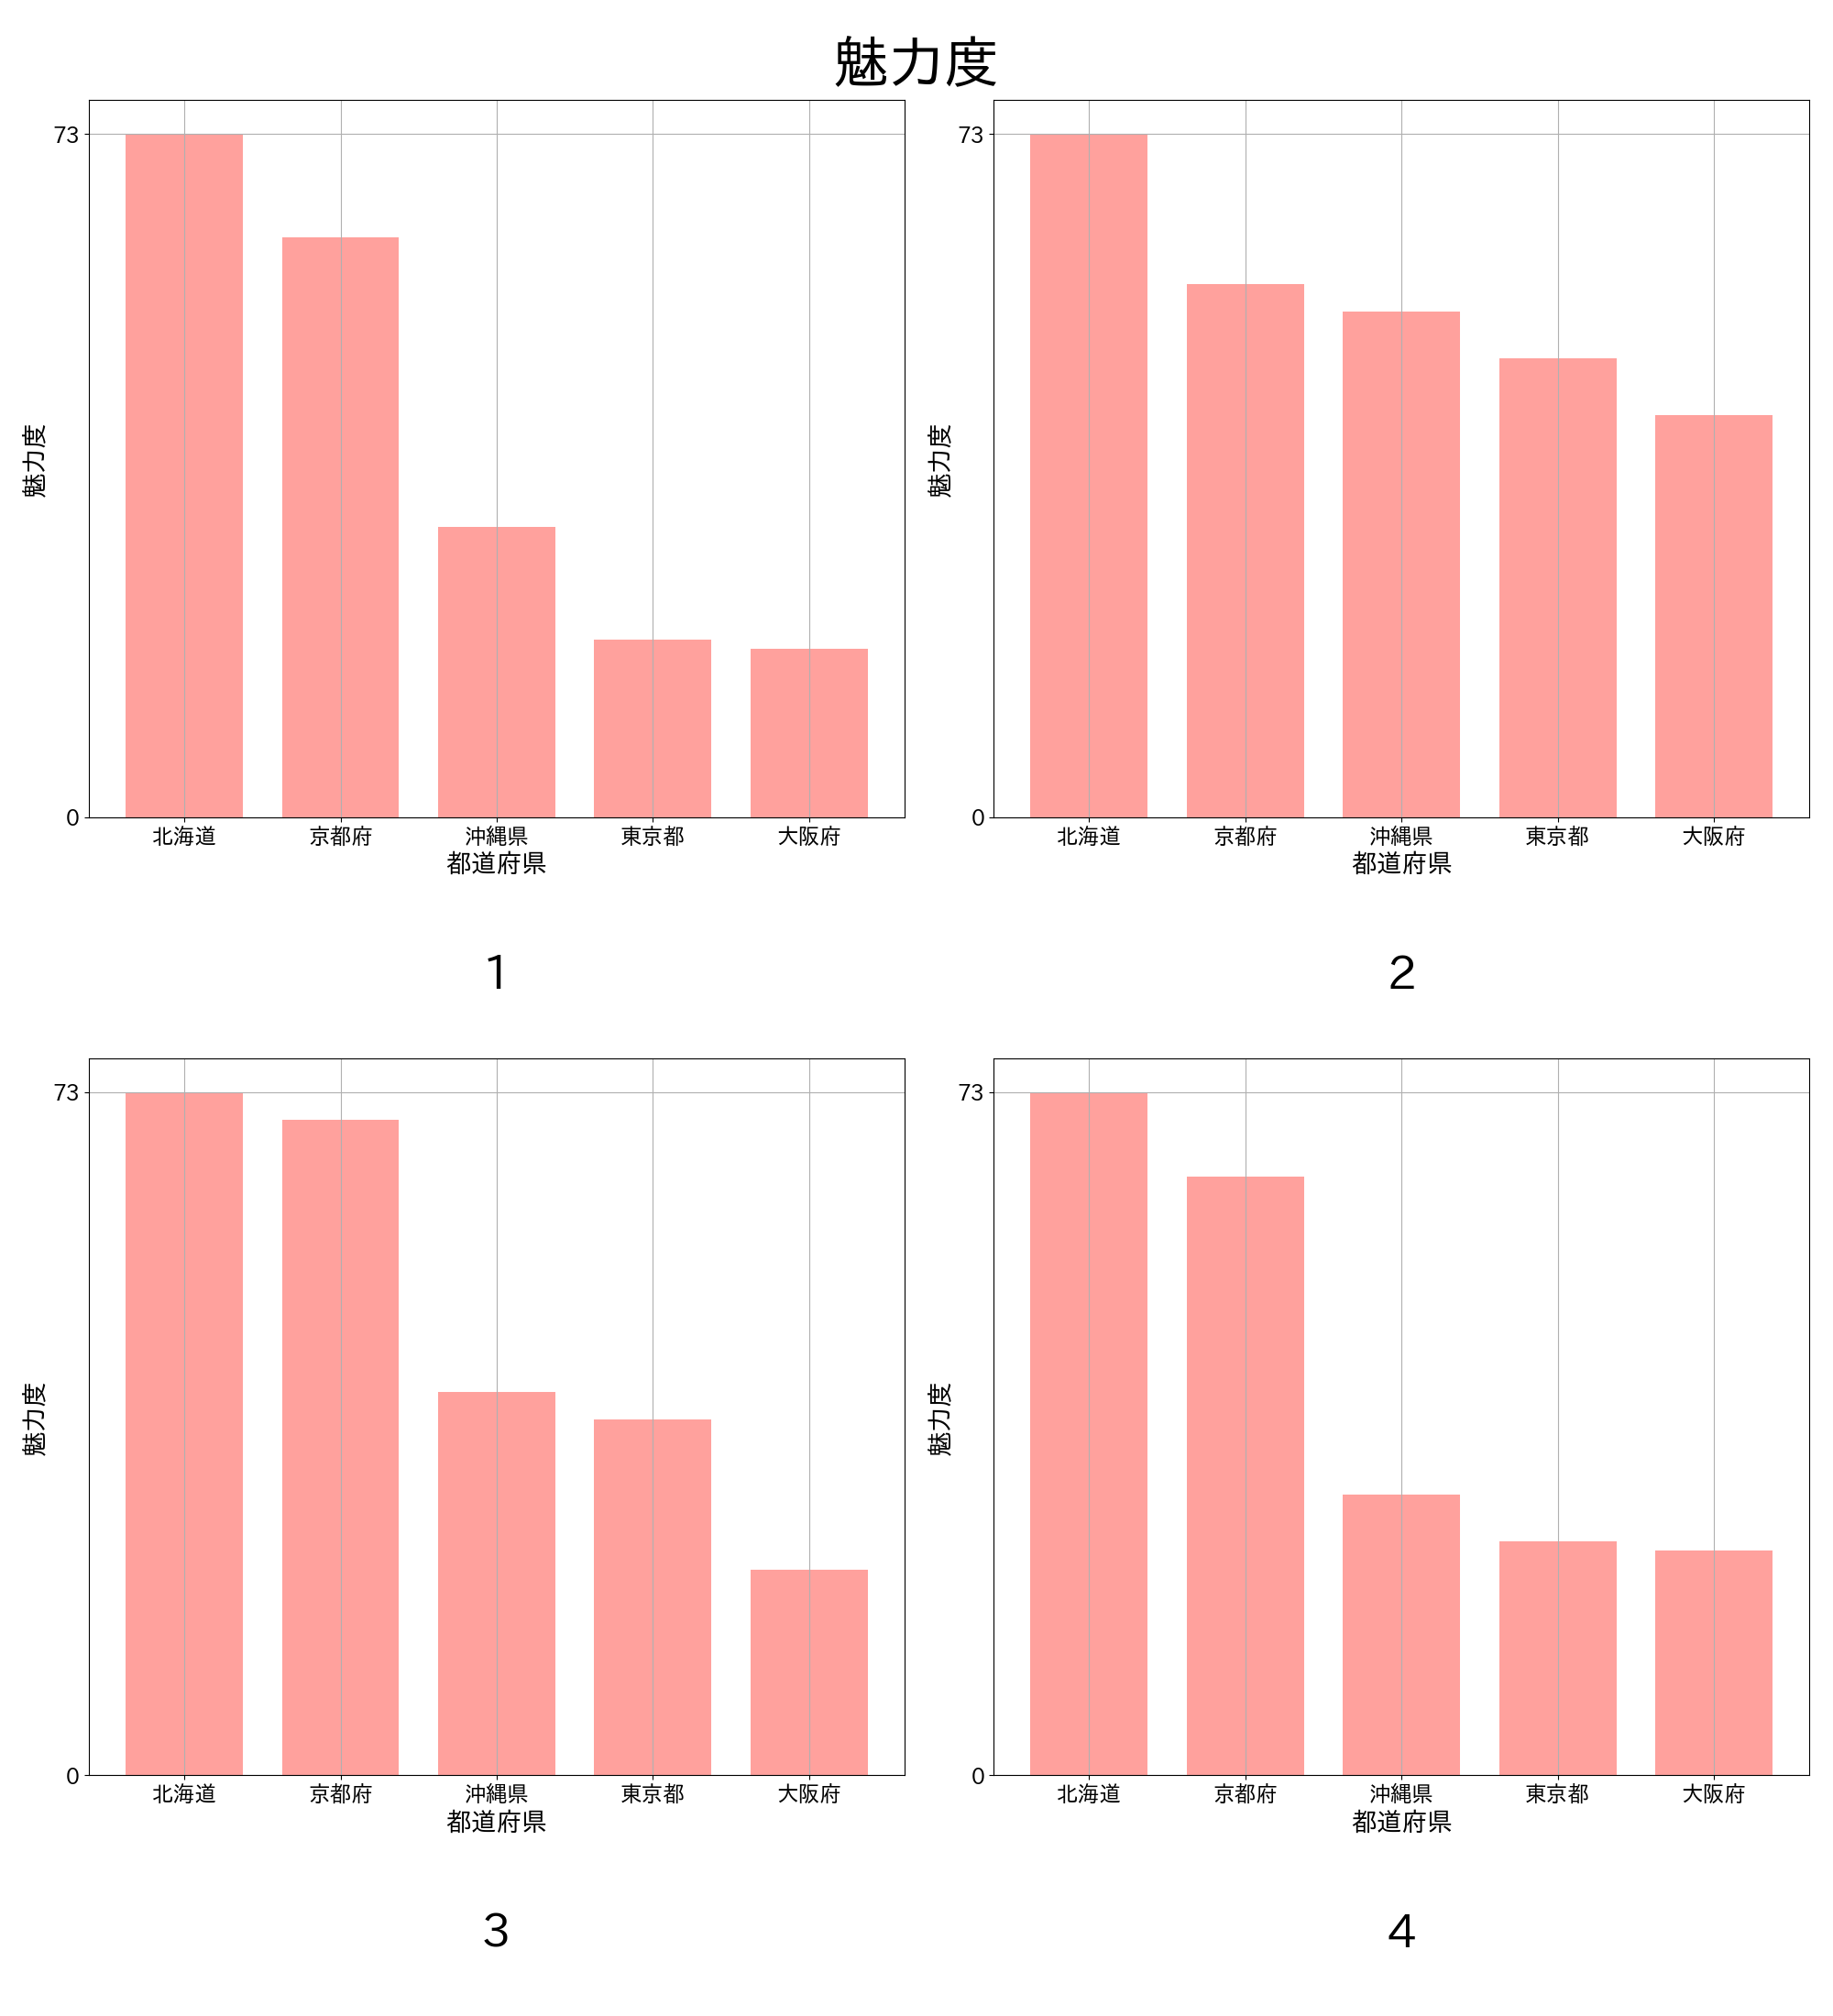 魅力度
73
0
魅力度
北海道 京都府 沖縄県 東京都 大阪府
都道府県
1
73
0
魅力度
北海道 京都府 沖縄県 東京都 大阪府
都道府県
2
73
0
魅力度
北海道 京都府 沖縄県 東京都 大阪府
都道府県
3
73
0
魅力度
北海道 京都府 沖縄県 東京都 大阪府
都道府県
4